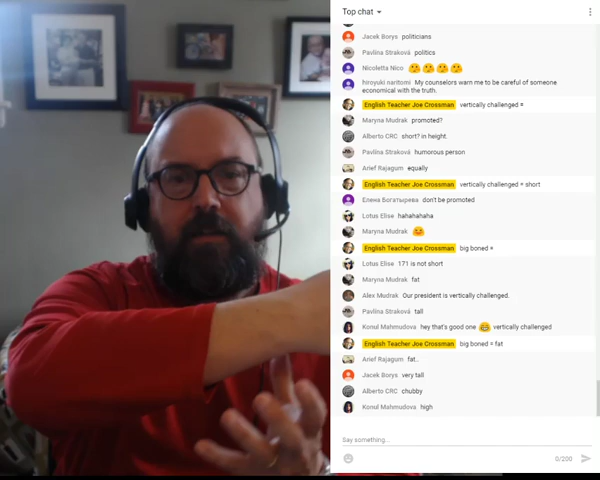 Top chat
Jacek Borys politicians
Pavlína Straková politics
Nicoletta Nico
hiroyuki naritomi My counselors warn me to be careful of someone
economical with the truth.
English Teacher Joe Crossman vertically challenged =
Maryna Mudrak promoted?
Alberto CRC short? in height.
Pavlína Straková humorous person
Arief Rajagum equally
English Teacher Joe Crossman vertically challenged = short
Елена Богатырева don't be promoted
Lotus Elise hahahahaha
Maryna Mudrak
English Teacher Joe Crossman big boned =
Lotus Elise 171 is not short
Maryna Mudrak fat
Alex Mudrak Our president is vertically challenged.
Pavlína Straková tall
Konul Mahmudova hey that's good one vertically challenged
English Teacher Joe Crossman big boned = fat
Arief Rajagum fat..
Jacek Borys very tall
Alberto CRC chubby
Konul Mahmudova high
Say something...
0/200